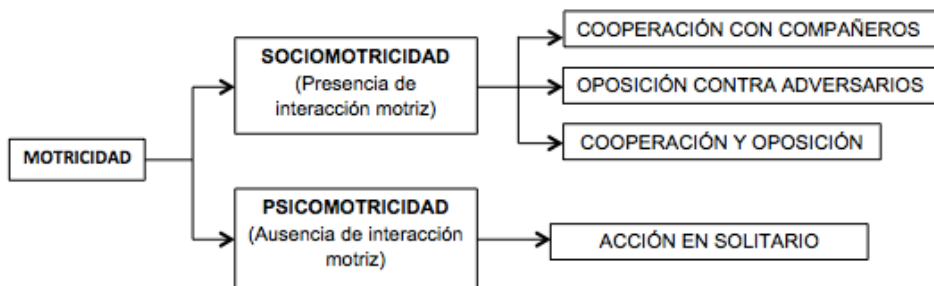 MOTRICIDAD
SOCIOMOTRICIDAD
(Presencia de
interacción motriz)
COOPERACIÓN CON COMPAÑEROS
OPOSICIÓN CONTRA ADVERSARIOS
COOPERACIÓN Y OPOSICIÓN
PSICOMOTRICIDAD
(Ausencia de interacción
motriz)
ACCIÓN EN SOLITARIO